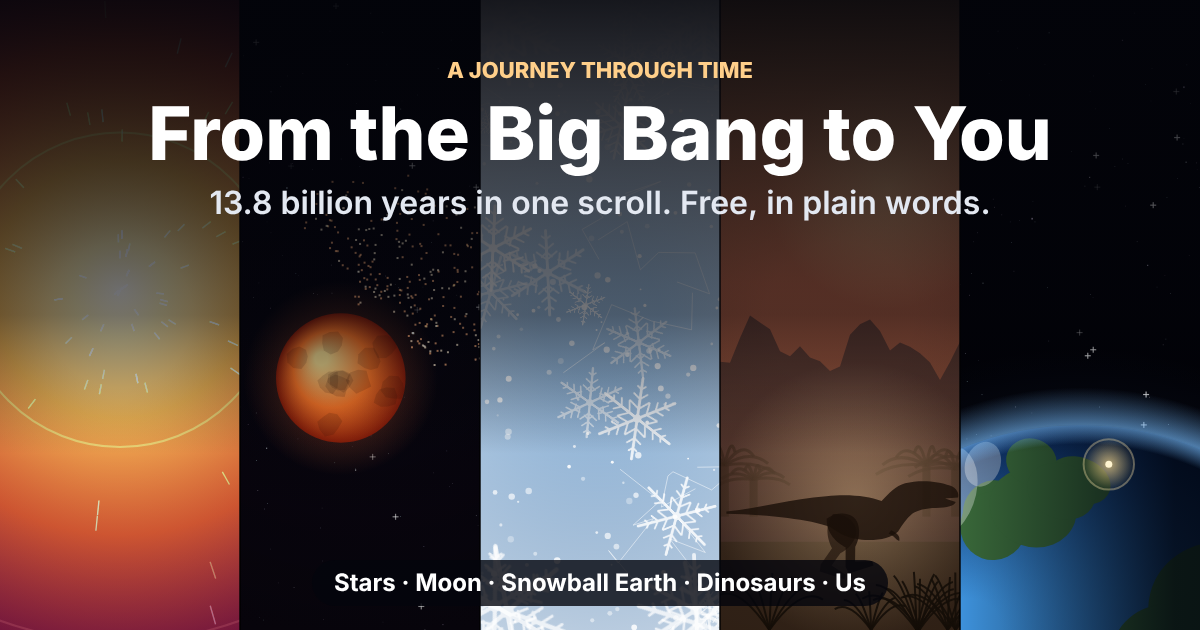 A JOURNEY THROUGH TIME
From the Big Bang to You
13.8 billion years in one scroll. Free, in plain words.
Stars · Moon · Snowball Earth · Dinosaurs · Us